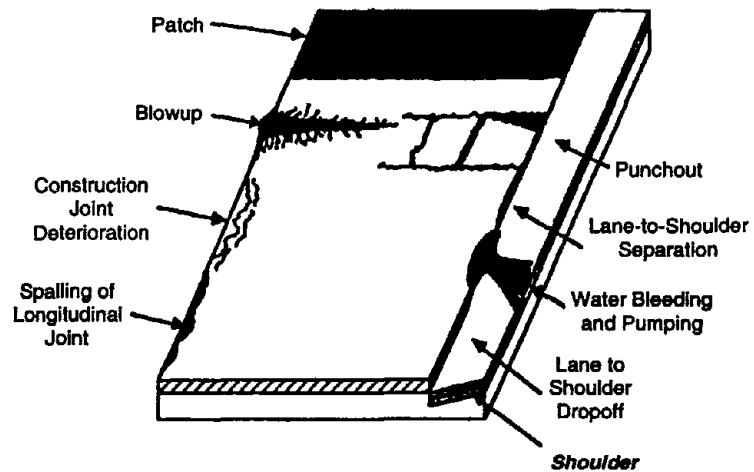 Patch
Blowup
Construction
Joint
Deterioration
Spalling of
Longitudinal
Joint
Punchout
Lane-to-Shoulder
Separation
Water Bleeding
and Pumping
Lane to
Shoulder
Dropoff
Shoulder